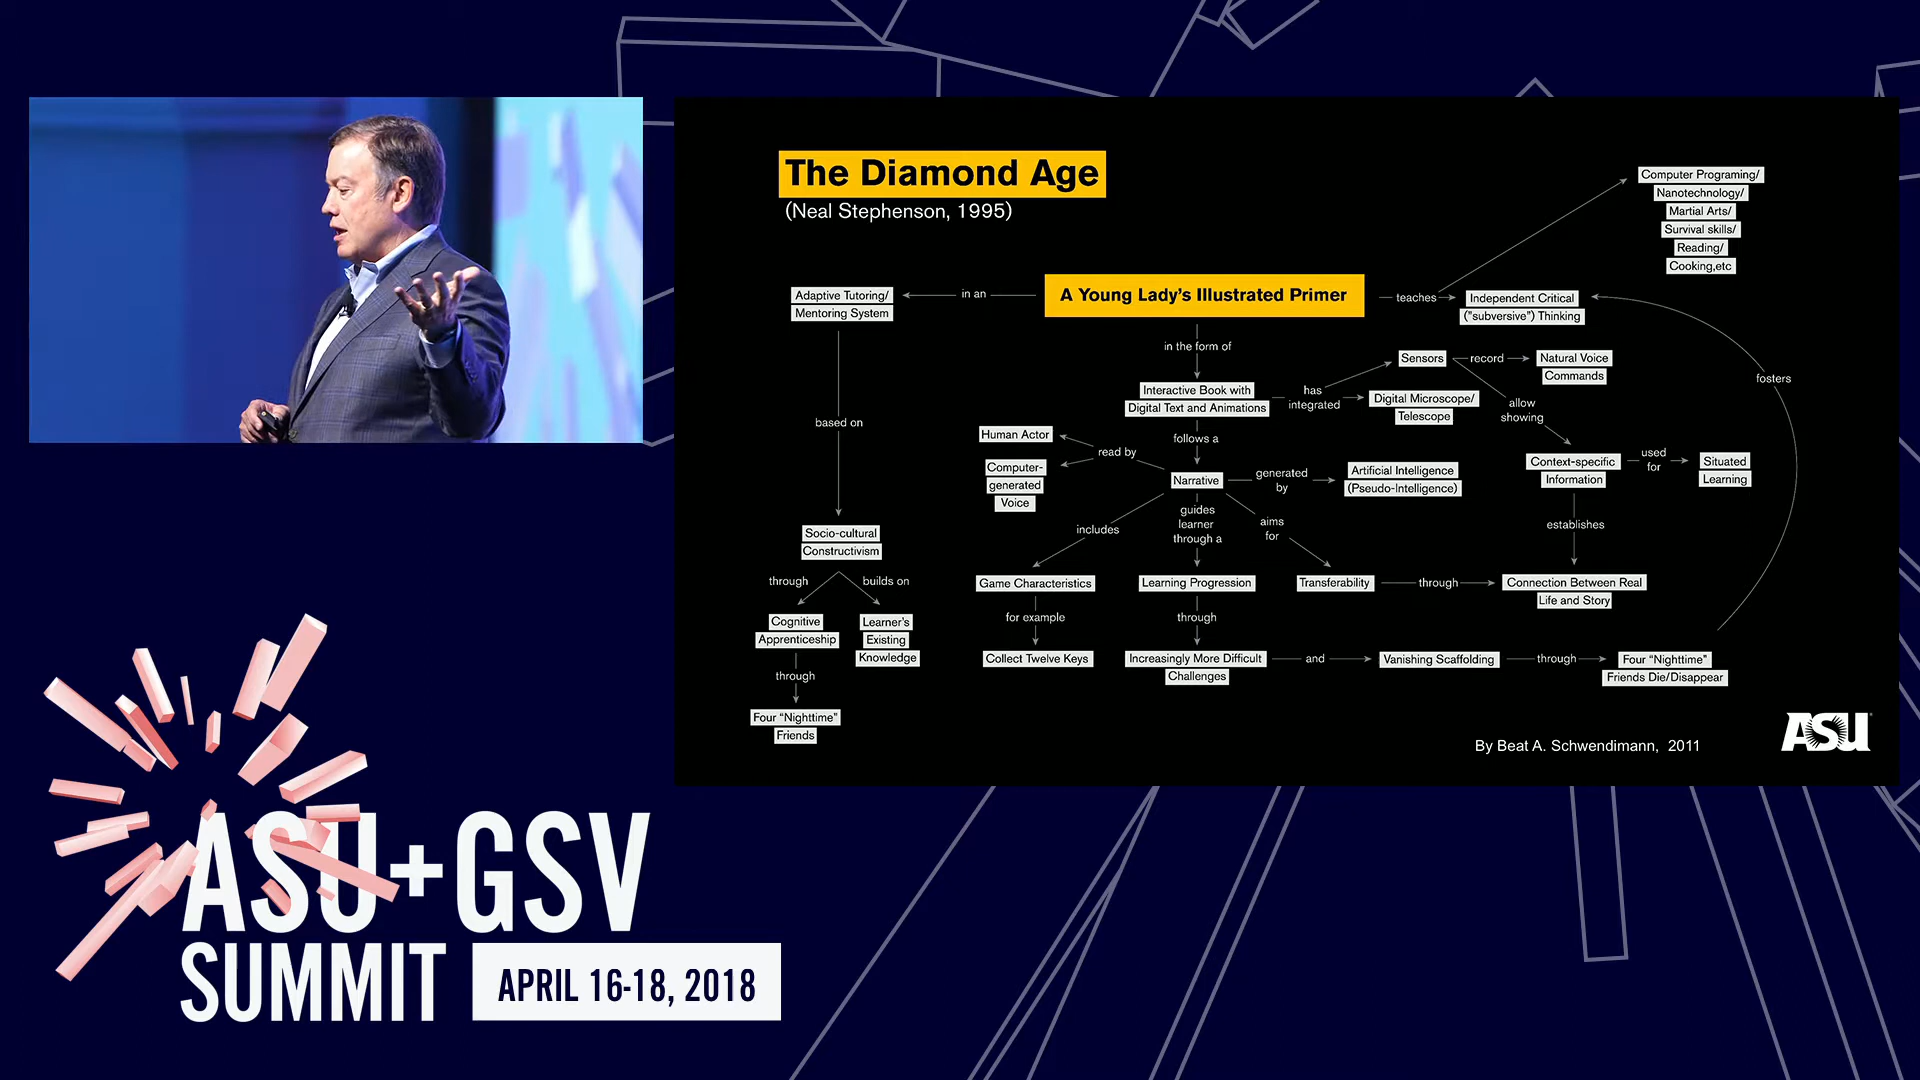 The Diamond Age
(Neal Stephenson, 1995)
Computer Programing/
Nanotechnology/
Martial Arts/
Survival skills/
Reading/
Cooking,etc
Adaptive Tutoring/
Mentoring System
in an
A Young Lady's Illustrated Primer
teaches
Independent Critical
("subversive") Thinking
in the form of
Sensors
record
Natural Voice
Commands
fosters
Interactive Book with
Digital Text and Animations
has
integrated
Digital Microscope/
Telescope
allow
showing
based on
Human Actor
follows a
read by
Computer-
generated
Voice
Narrative
generated
by
Artificial Intelligence
(Pseudo-Intelligence)
Context-specific
Information
used
for
Situated
Learning
includes
guides
learner
through a
aims
for
establishes
Socio-cultural
Constructivism
through
builds on
Game Characteristics
Learning Progression
Transferability
through
Connection Between Real
Life and Story
Cognitive
Apprenticeship
Learner's
Existing
Knowledge
for example
through
Collect Twelve Keys
Increasingly More Difficult
Challenges
and
Vanishing Scaffolding
through
Four "Nighttime"
Friends Die/Disappear
through
Four "Nighttime"
Friends
By Beat A. Schwendimann, 2011
ASU
ASU+GSV
SUMMIT
APRIL 16-18, 2018